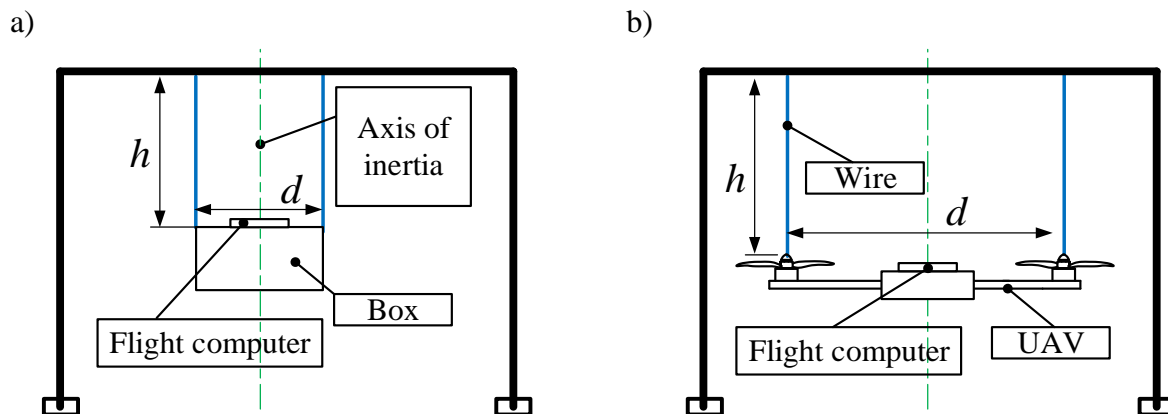 a)
Axis of
inertia
h
d
Box
Flight computer
b)
Wire
h
d
Flight computer
UAV